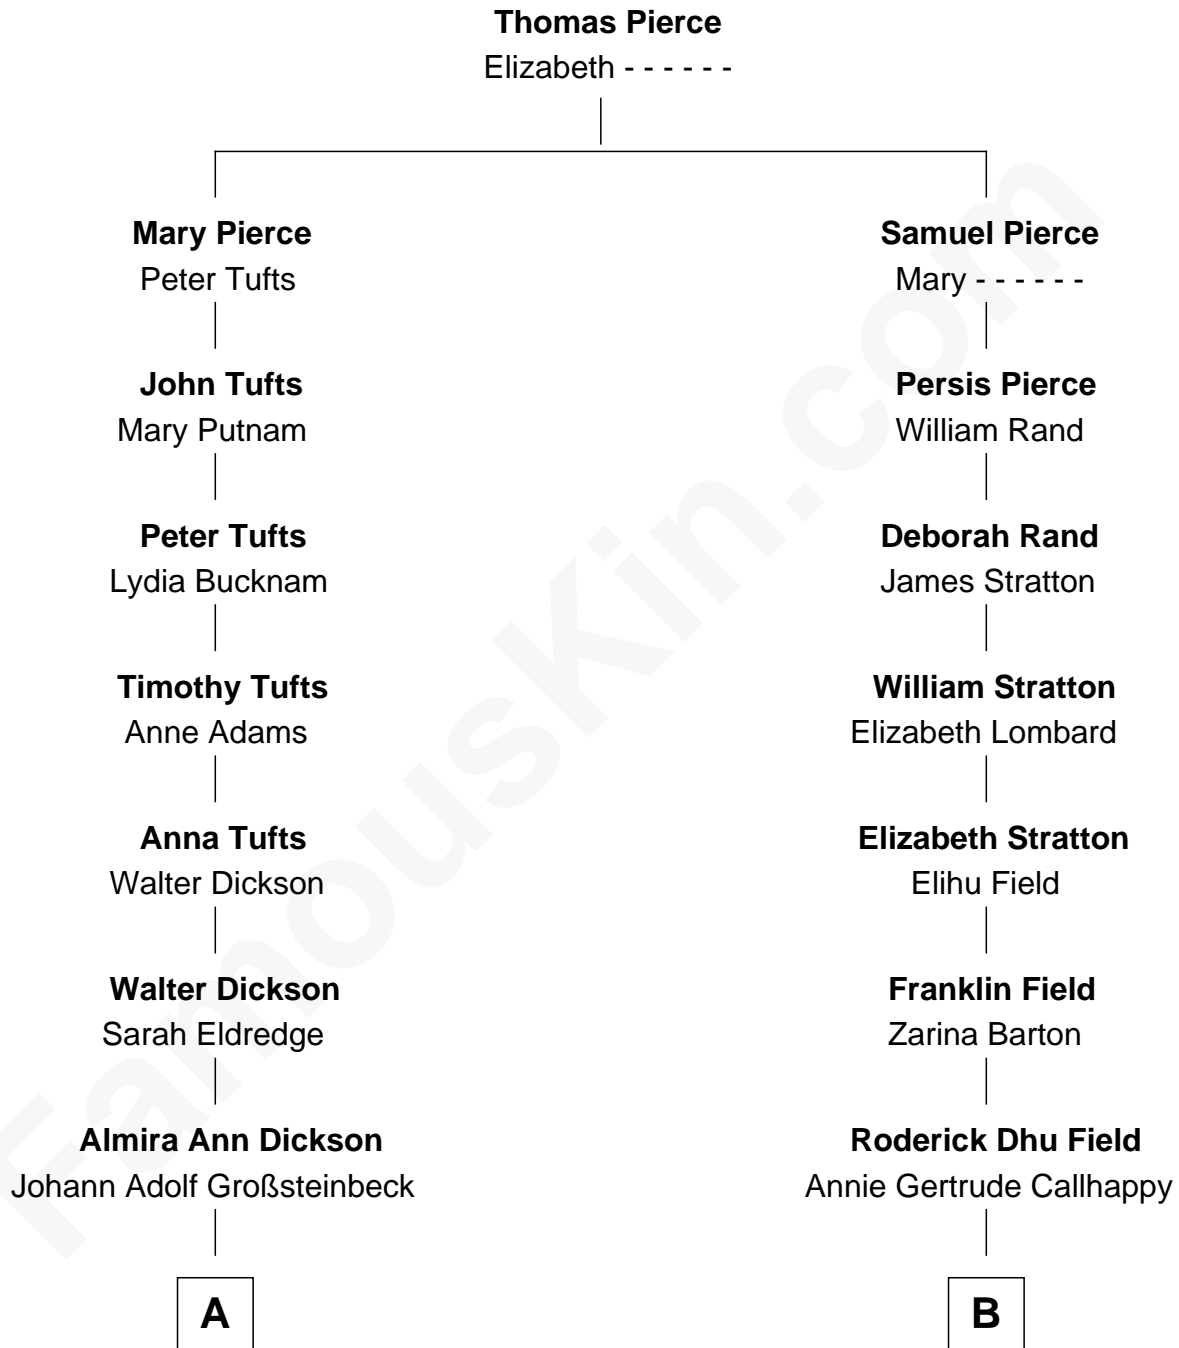 Thomas Pierce
Elizabeth - - - - - -
Mary Pierce
Peter Tufts
Samuel Pierce
Mary - - - - - -
John Tufts
Mary Putnam
Persis Pierce
William Rand
Peter Tufts
Lydia Bucknam
Deborah Rand
James Stratton
Timothy Tufts
Anne Adams
William Stratton
Elizabeth Lombard
Anna Tufts
Walter Dickson
Elizabeth Stratton
Elihu Field
Walter Dickson
Sarah Eldredge
Franklin Field
Zarina Barton
Almira Ann Dickson
Johann Adolf Großsteinbeck
Roderick Dhu Field
Annie Gertrude Callhappy
A
B
FamousKin.com